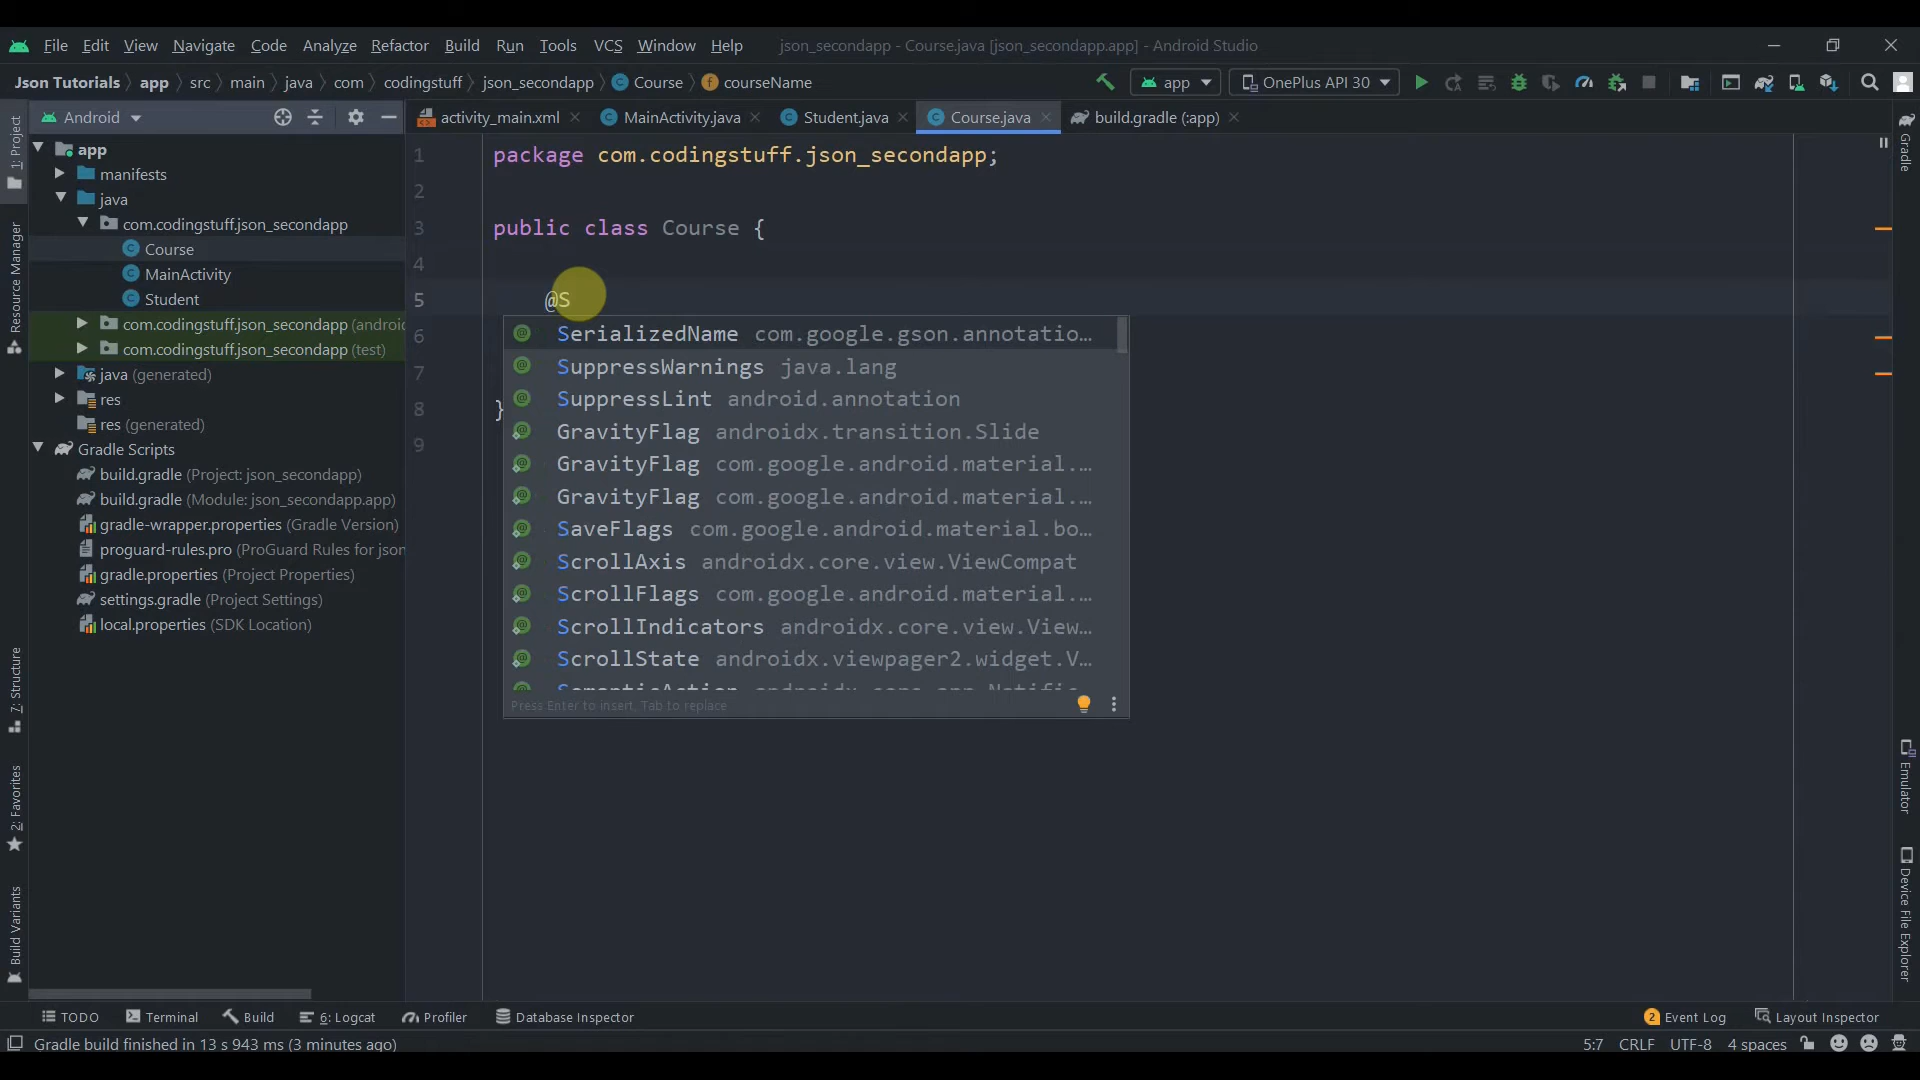 File Edit View Navigate Code Analyze Refactor Build Run Tools VCS Window Help json_secondapp - Course.java [json_secondapp.app] - Android Studio
Json Tutorials app src main java com codingstuff json_secondapp Course courseName app OnePlus API 30
Android activity_main.xml MainActivity.java Student.java Course.java build.gradle (:app)
1: Project
Resource Manager
7: Structure
2: Favorites
Build Variants
app
manifests
java
com.codingstuff.json_secondapp
Course
MainActivity
Student
com.codingstuff.json_secondapp (androi
com.codingstuff.json_secondapp (test)
java (generated)
res
res (generated)
Gradle Scripts
build.gradle (Project: json_secondapp)
build.gradle (Module: json_secondapp.app)
gradle-wrapper.properties (Gradle Version)
proguard-rules.pro (ProGuard Rules for json
gradle.properties (Project Properties)
settings.gradle (Project Settings)
local.properties (SDK Location)
1 package com.codingstuff.json_secondapp;
2
3 public class Course {
4
5 @S
6
7
8 }
9
SerializedName com.google.gson.annotatio…
SuppressWarnings java.lang
SuppressLint android.annotation
GravityFlag androidx.transition.Slide
GravityFlag com.google.android.material.…
GravityFlag com.google.android.material.…
SaveFlags com.google.android.material.bo…
ScrollAxis androidx.core.view.ViewCompat
ScrollFlags com.google.android.material.…
ScrollIndicators androidx.core.view.View…
ScrollState androidx.viewpager2.widget.V…
SemanticAction androidx.core.app.Notific…
Press Enter to insert, Tab to replace
Gradle
Emulator
Device File Explorer
TODO Terminal Build 6: Logcat Profiler Database Inspector 2 Event Log Layout Inspector
Gradle build finished in 13 s 943 ms (3 minutes ago) 5:7 CRLF UTF-8 4 spaces